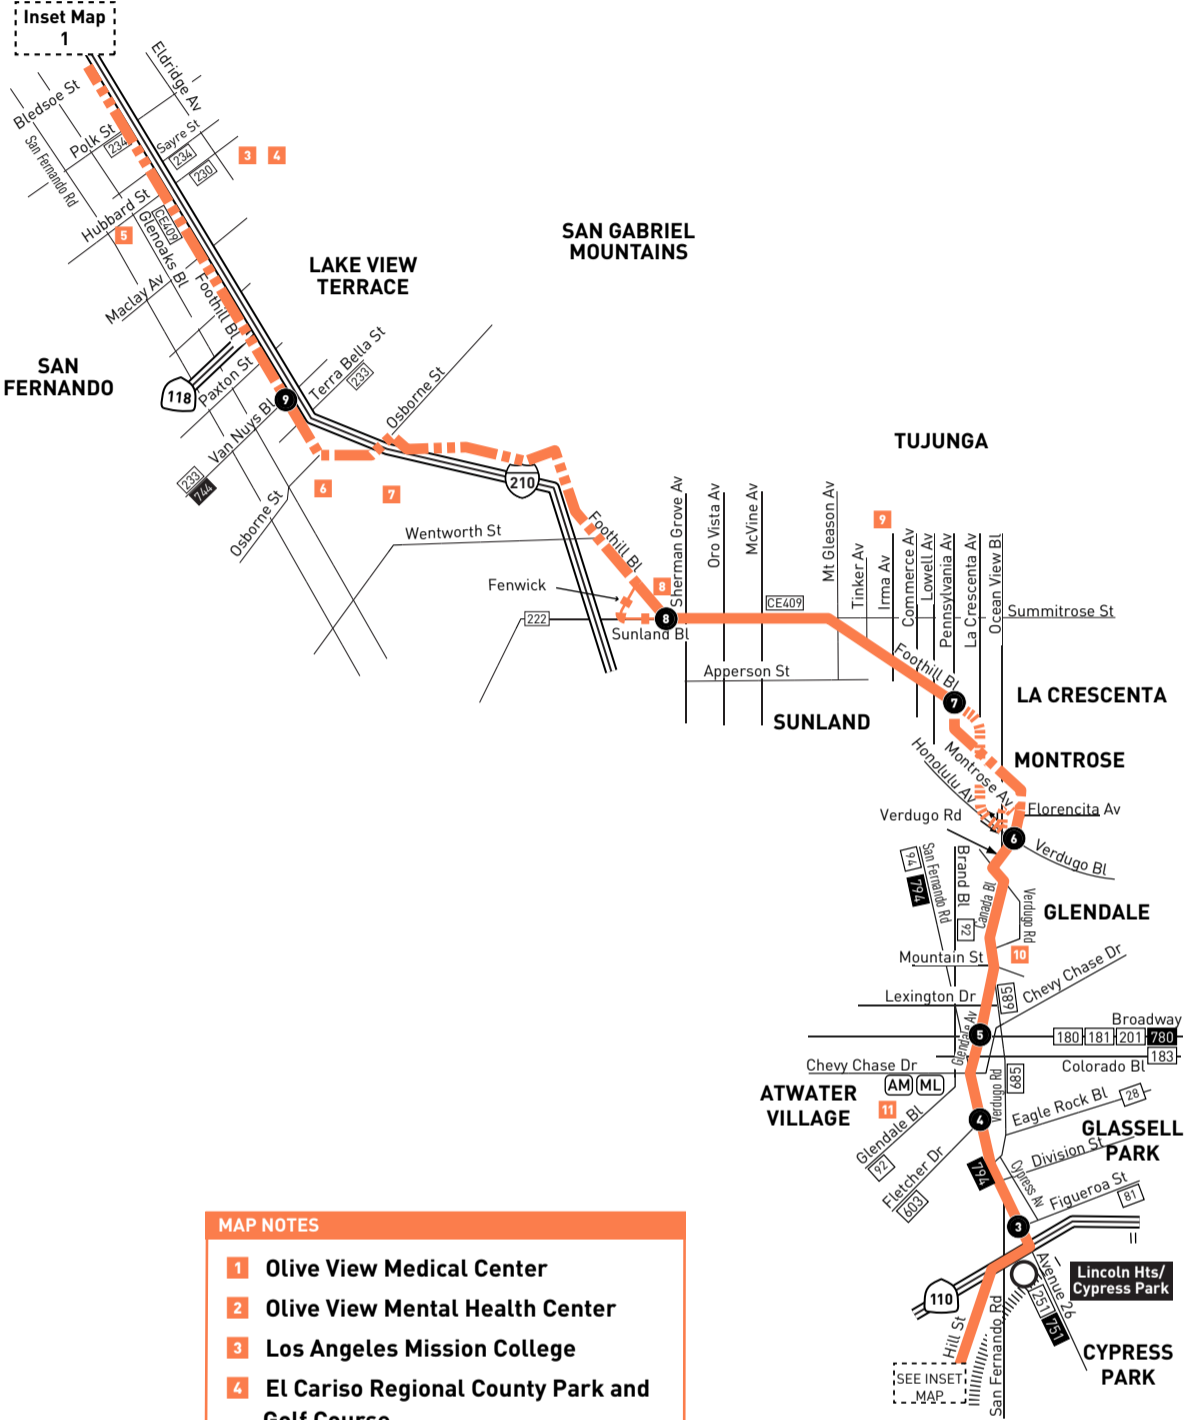 Inset Map
1
Eldridge Av
Bledsoe St
Polk St
234
Sayre St
234
230
3
4
San Fernando Rd
Hubbard St
5
CE409
Glenoaks Bl
Maclay Av
Foothill Bl
SAN GABRIEL
MOUNTAINS
LAKE VIEW
TERRACE
SAN
FERNANDO
118
Paxton St
9
Terra Bella St
233
Osborne St
Van Nuys Bl
233
744
Osborne St
6
7
210
TUJUNGA
Wentworth St
Foothill Bl
Fenwick
8
222
8
Sunland Bl
Sherman Grove Av
Oro Vista Av
McVine Av
CE409
Mt Gleason Av
Tinker Av
9
Irma Av
Commerce Av
Lowell Av
Pennsylvania Av
La Crescenta Av
Ocean View Bl
Summitrose St
Apperson St
Foothill Bl
SUNLAND
7
LA CRESCENTA
MONTROSE
Honolulu Av
Montrose Av
Florencita Av
Verdugo Rd
6
Verdugo Bl
94
794
San Fernando Rd
Brand Bl
92
Canada Bl
Verdugo Rd
GLENDALE
Mountain St
10
Chevy Chase Dr
Lexington Dr
685
Glendale Av
5
Broadway
180
181
201
780
183
Colorado Bl
Chevy Chase Dr
AM
ML
Verdugo Rd
685
ATWATER
VILLAGE
11
Glendale Bl
92
4
Eagle Rock Bl
28
GLASSELL
PARK
Fletcher Dr
603
794
Division St
Cypress Av
Figueroa St
81
3
110
Avenue 26
Lincoln Hts/
Cypress Park
251
751
Hill St
San Fernando Rd
CYPRESS
PARK
SEE INSET
MAP
MAP NOTES
1 Olive View Medical Center
2 Olive View Mental Health Center
3 Los Angeles Mission College
4 El Cariso Regional County Park and
Golf Course